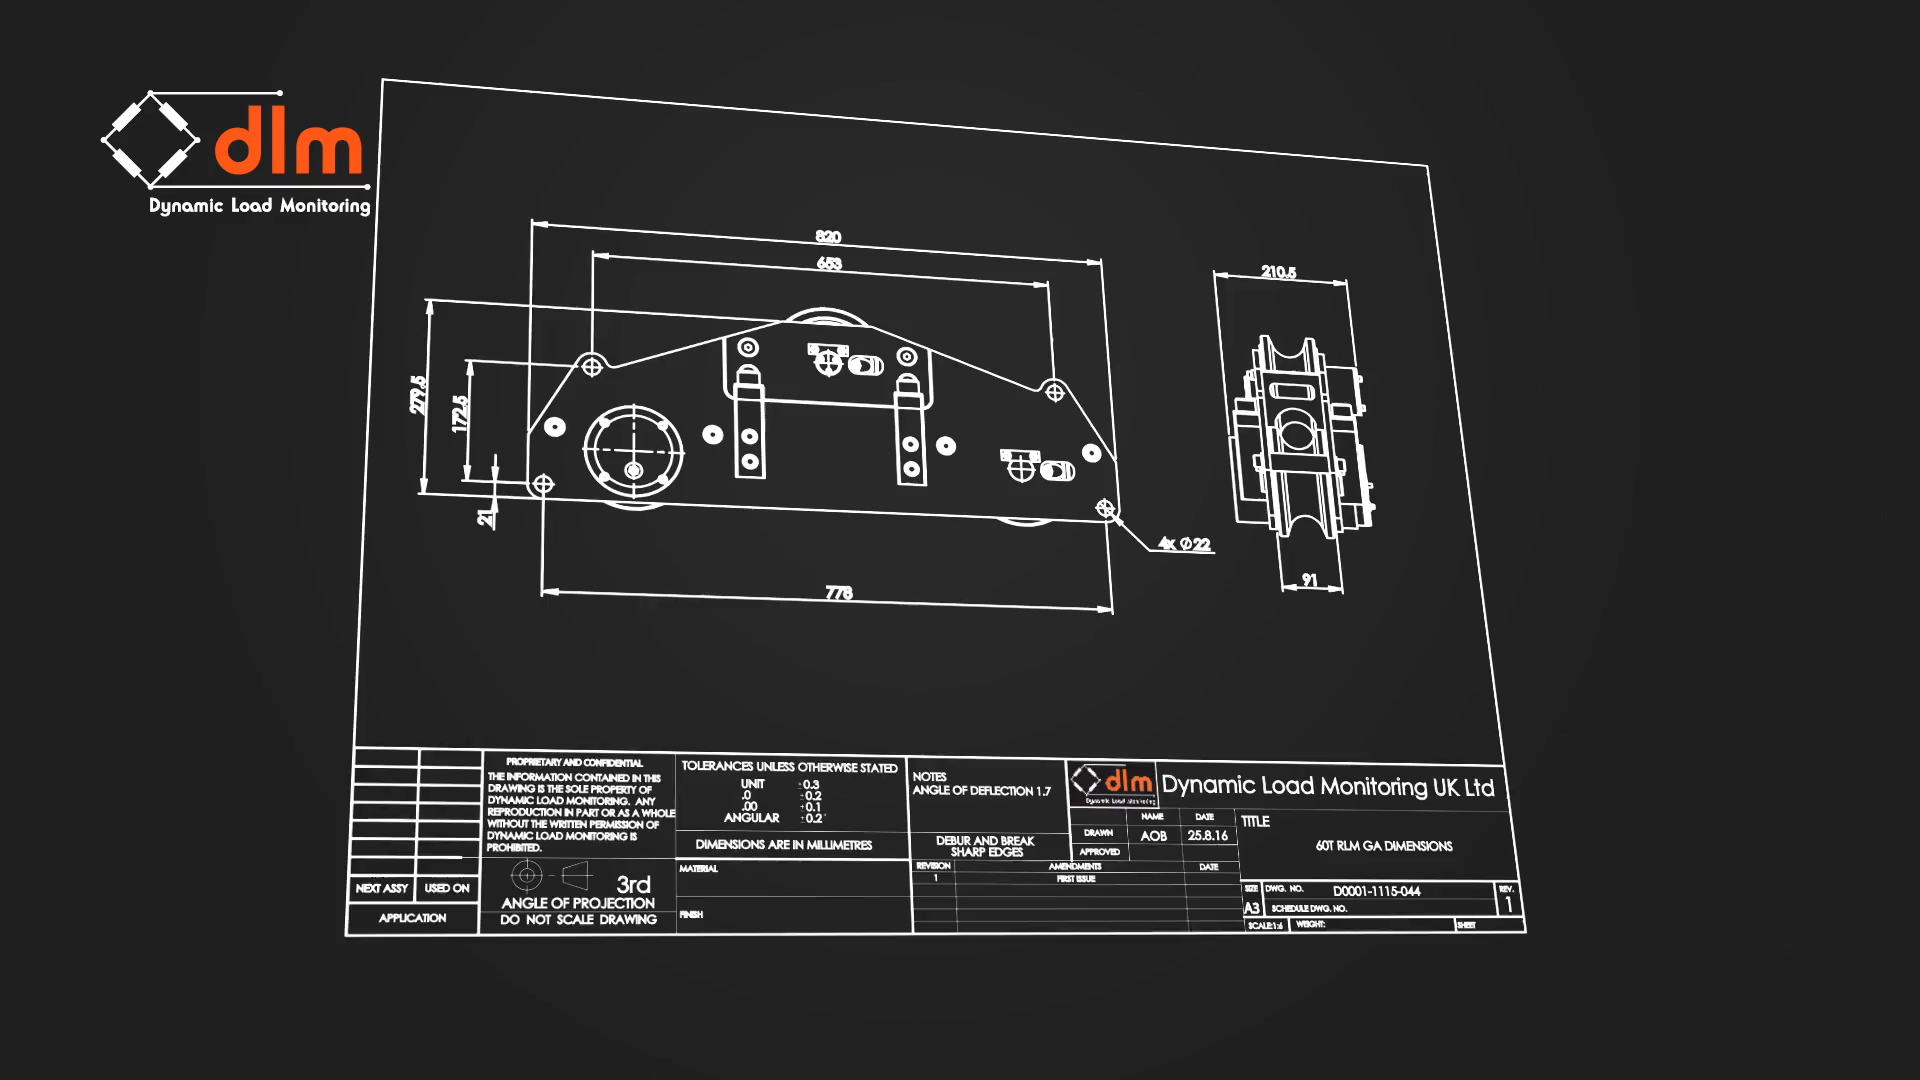 dlm
Dynamic Load Monitoring
820
653
210.5
279.5
172.5
21
4x Ø22
778
91
PROPRIETARY AND CONFIDENTIAL
THE INFORMATION CONTAINED IN THIS
DRAWING IS THE SOLE PROPERTY OF
DYNAMIC LOAD MONITORING. ANY
REPRODUCTION IN PART OR AS A WHOLE
WITHOUT THE WRITTEN PERMISSION OF
DYNAMIC LOAD MONITORING IS
PROHIBITED.
NEXT ASSY USED ON
APPLICATION
3rd
ANGLE OF PROJECTION
DO NOT SCALE DRAWING
TOLERANCES UNLESS OTHERWISE STATED
UNIT ±0.3
.0 ±0.2
.00 ±0.1
ANGULAR ±0.2°
DIMENSIONS ARE IN MILLIMETRES
MATERIAL
FINISH
NOTES
ANGLE OF DEFLECTION 1.7
DEBUR AND BREAK
SHARP EDGES
REVISION AMENDMENTS DATE
1 FIRST ISSUE
dlm
Dynamic Load Monitoring
Dynamic Load Monitoring UK Ltd
NAME DATE
DRAWN AOB 25.8.16
APPROVED
TITLE
60T RLM GA DIMENSIONS
SIZE
A3
DWG. NO. D0001-1115-044
SCHEDULE DWG. NO.
REV.
1
SCALE:1:6 WEIGHT: SHEET